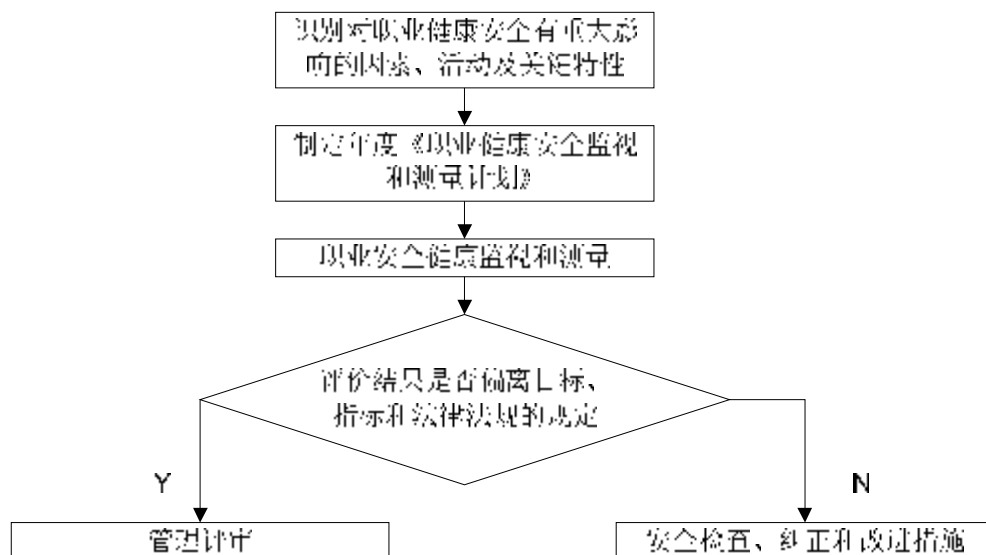 识别对职业健康安全有重大影
响的因素、活动及关键特性
制定年度《职业健康安全监视
和测量计划》
职业安全健康监视和测量
评价结果是否偏离目标、
指标和法律法规的规定
Y
N
管理评审
安全检查、纠正和改进措施